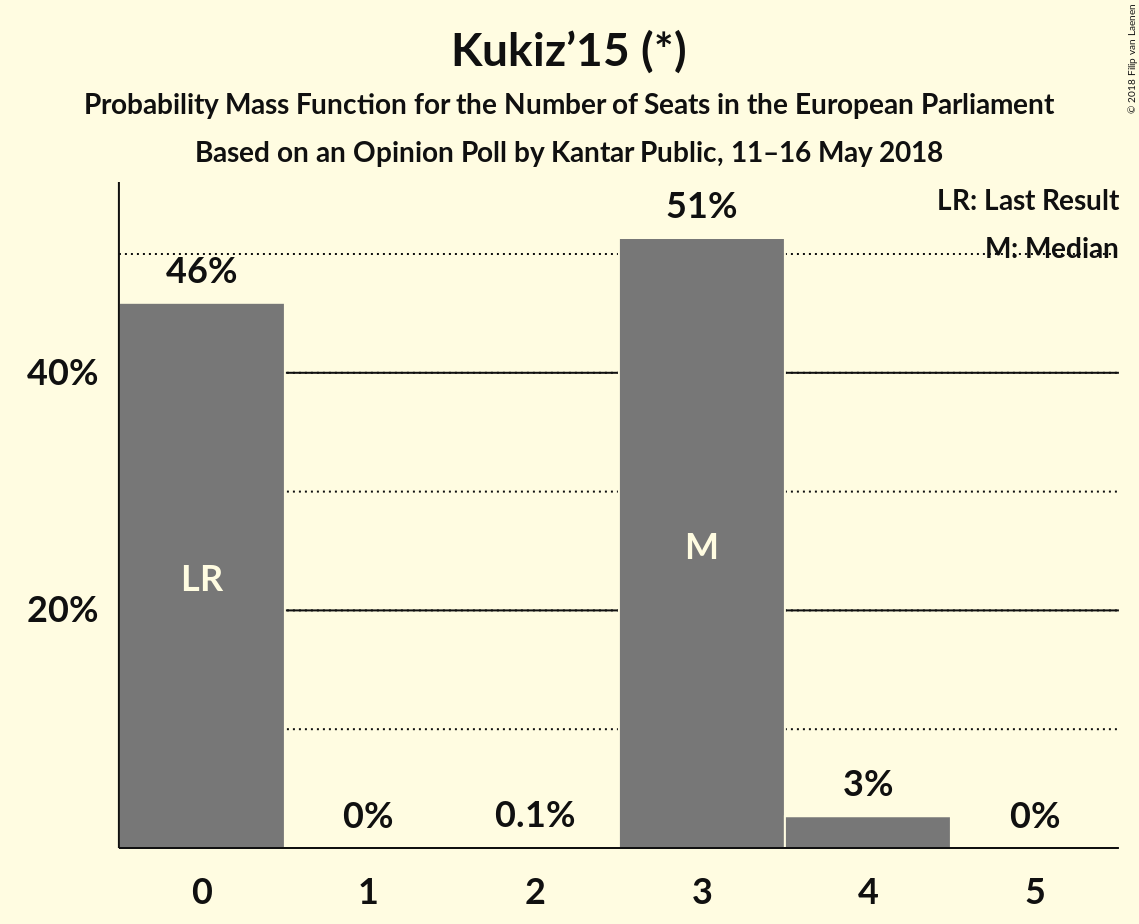 Kukiz’15 (*)
Probability Mass Function for the Number of Seats in the European Parliament
Based on an Opinion Poll by Kantar Public, 11–16 May 2018
© 2018 Filip van Laenen
LR: Last Result
M: Median
51%
46%
40%
M
LR
20%
3%
0%
0.1%
0%
0
1
2
3
4
5